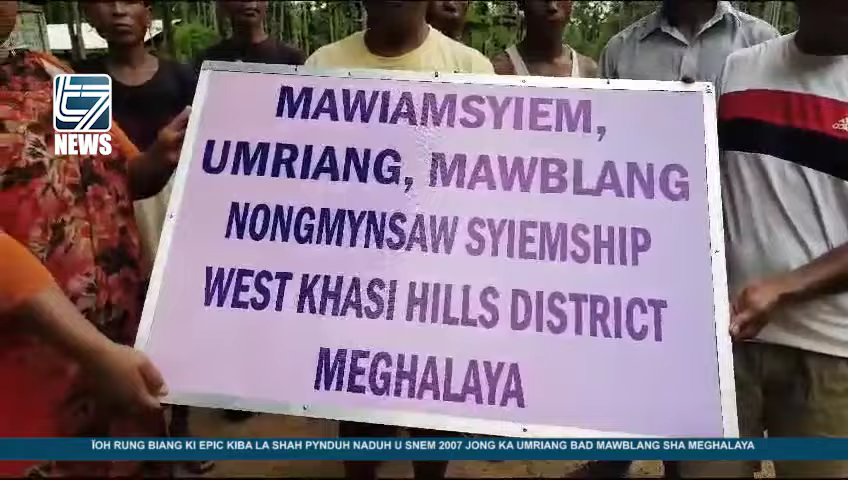 T7
NEWS
MAWIAMSYIEM,
UMRIANG, MAWBLANG
NONGMYNSAW SYIEMSHIP
WEST KHASI HILLS DISTRICT
MEGHALAYA
ÏOH RUNG BIANG KI EPIC KIBA LA SHAH PYNDUH NADUH U SNEM 2007 JONG KA UMRIANG BAD MAWBLANG SHA MEGHALAYA